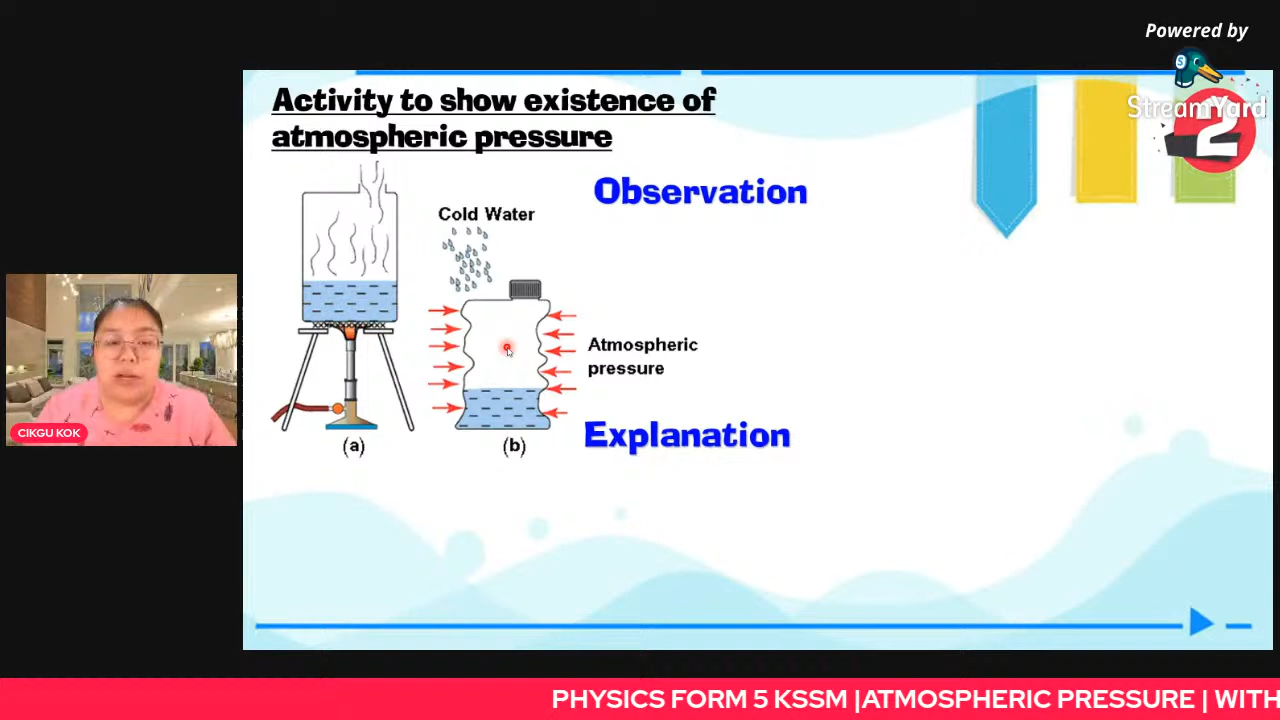 Powered by
StreamYard
S
2
Activity to show existence of
atmospheric pressure
Observation
Cold Water
Atmospheric
pressure
Explanation
(a)
(b)
CIKGU KOK
PHYSICS FORM 5 KSSM |ATMOSPHERIC PRESSURE | WITH